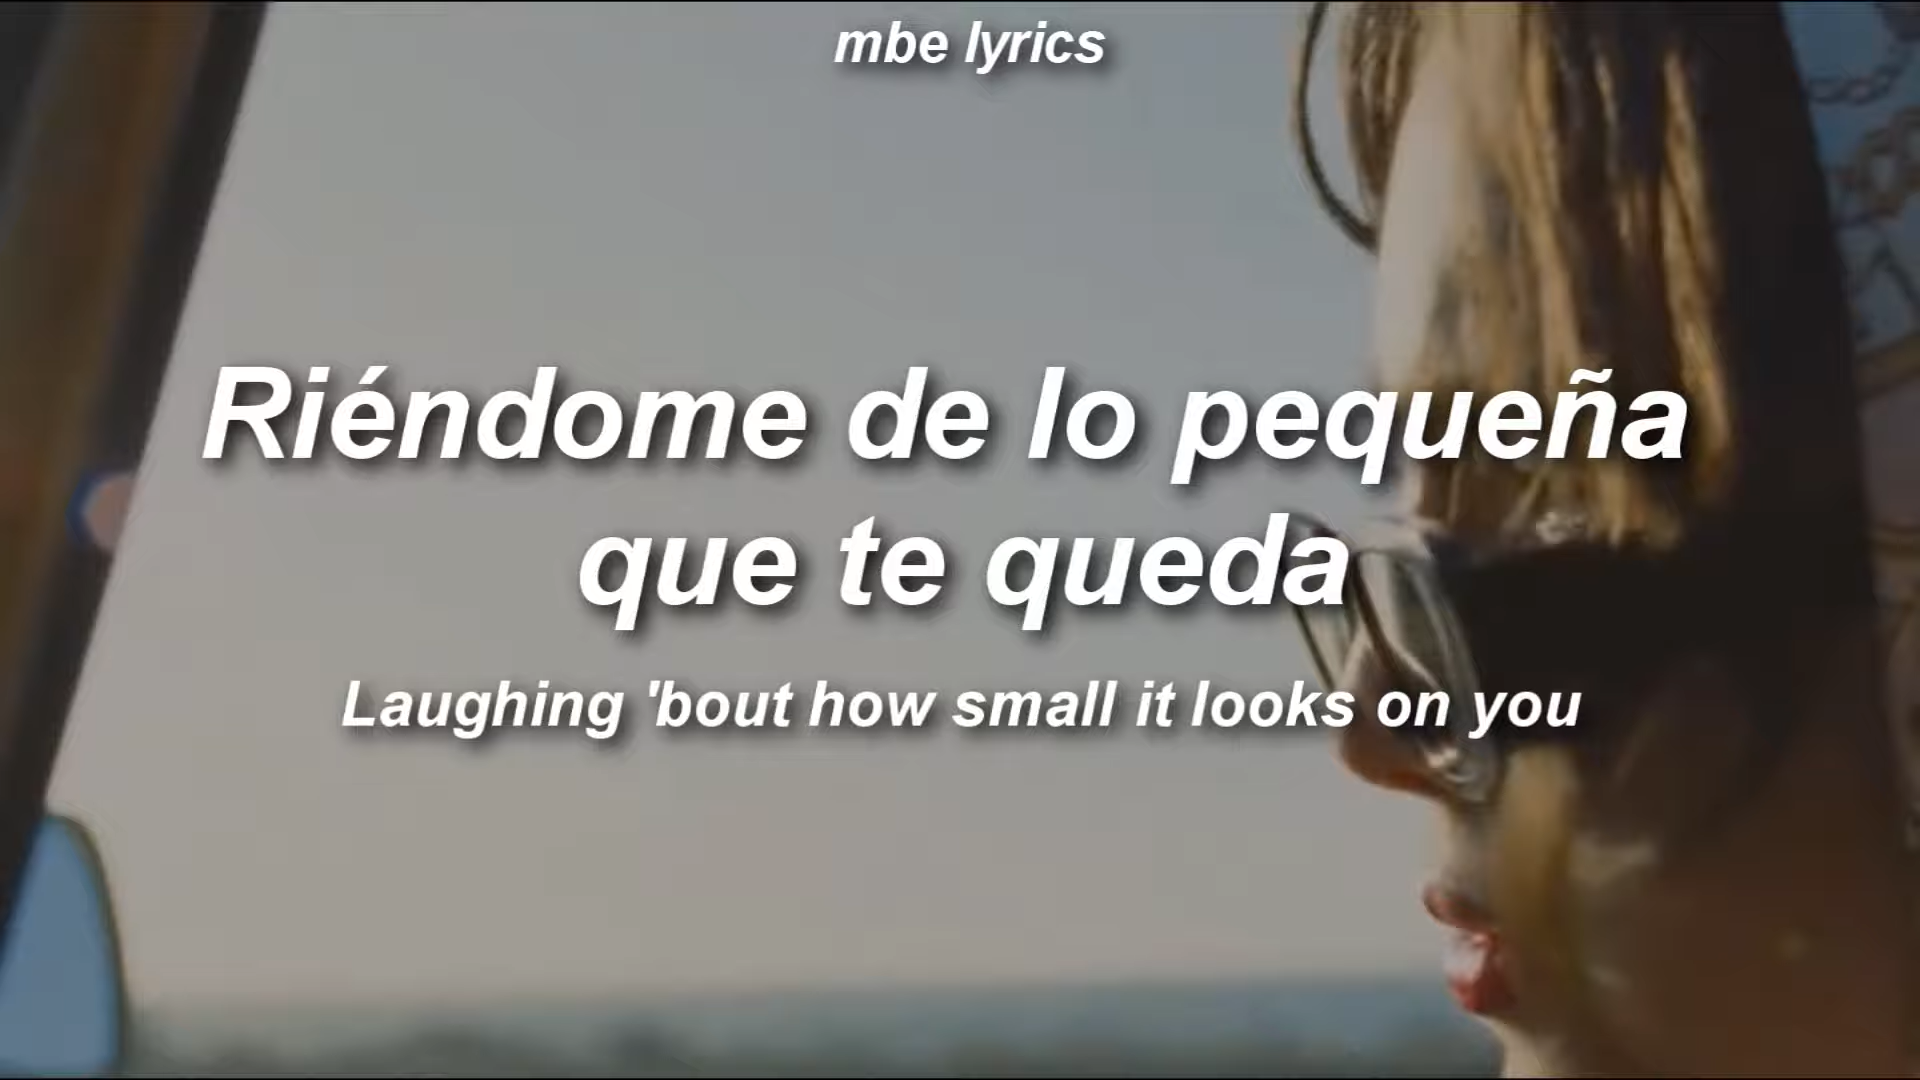 mbe lyrics
Riéndome de lo pequeña
que te queda
Laughing 'bout how small it looks on you